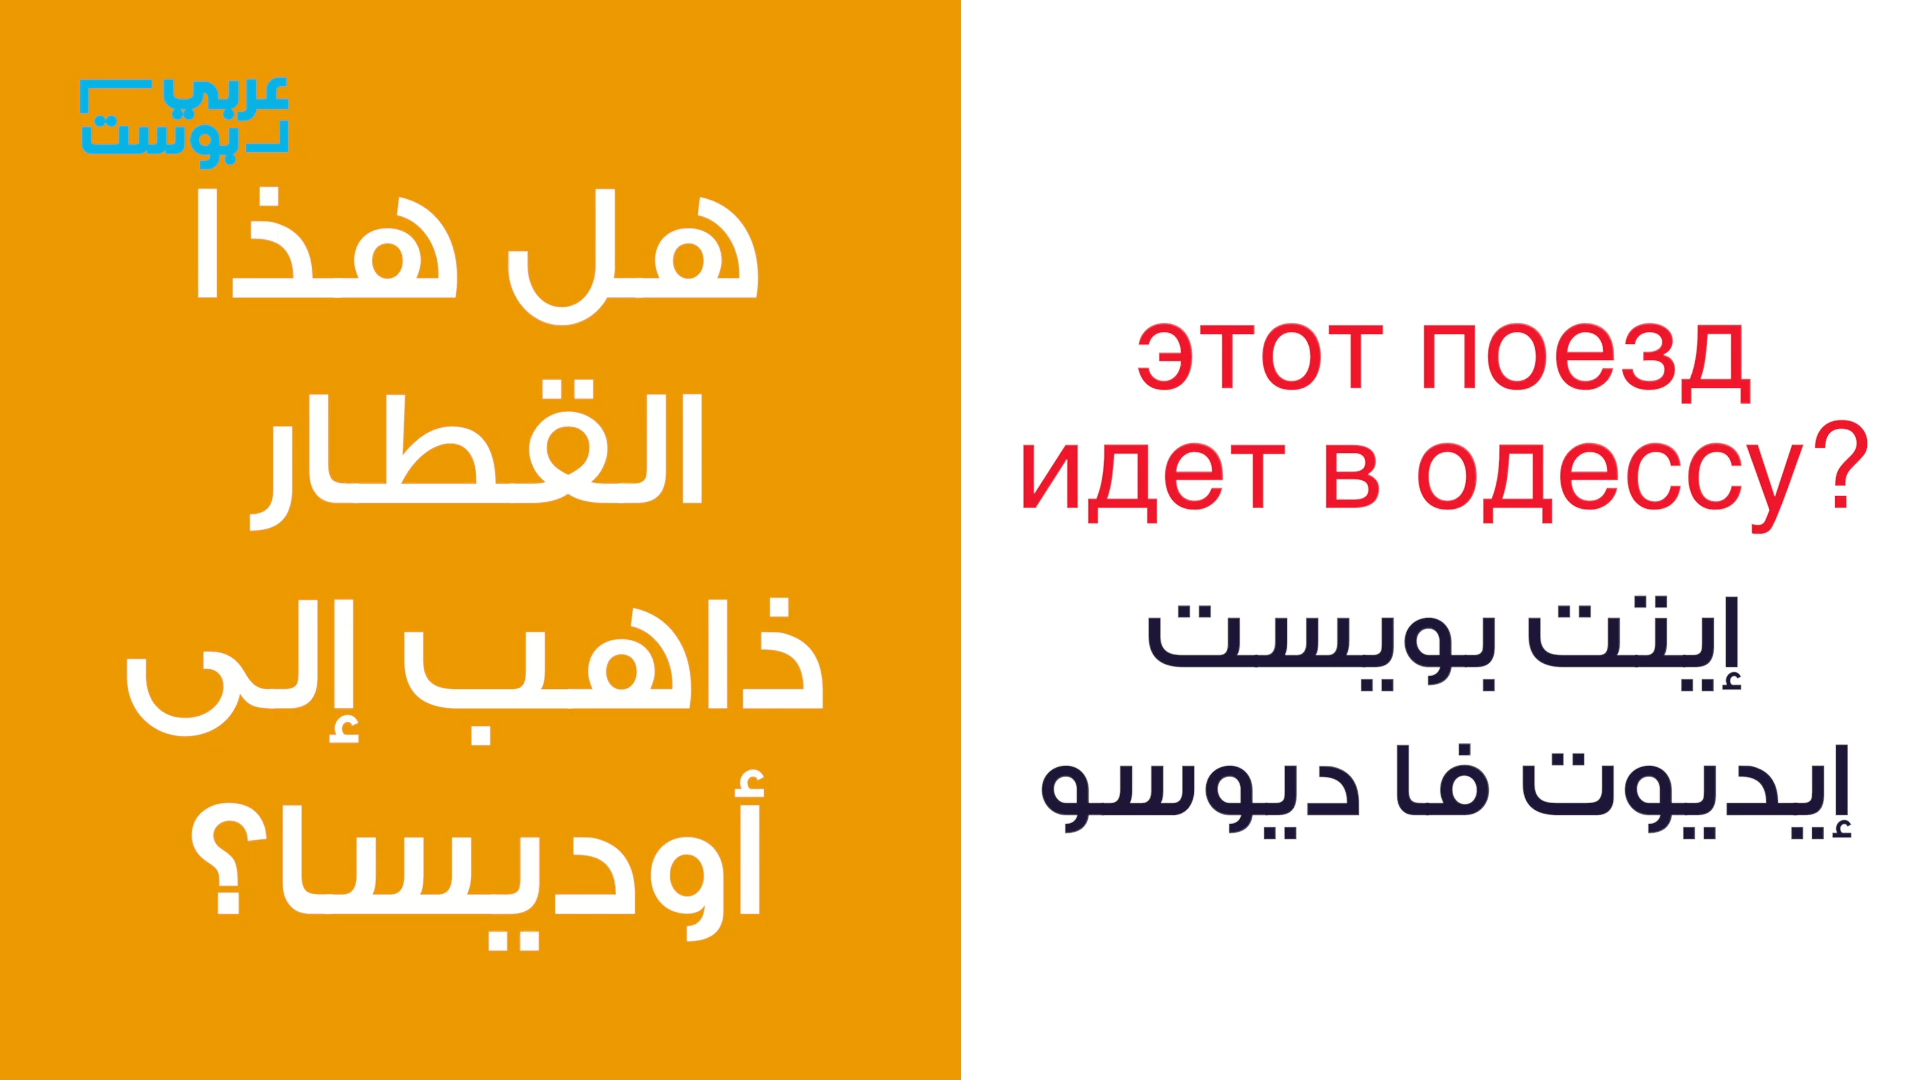 عربي
بوست
هل هذا
القطار
ذاهب إلى
أوديسا؟
этот поезд
идет в одессу?
إيتت بويست
إيديوت فا ديوسو